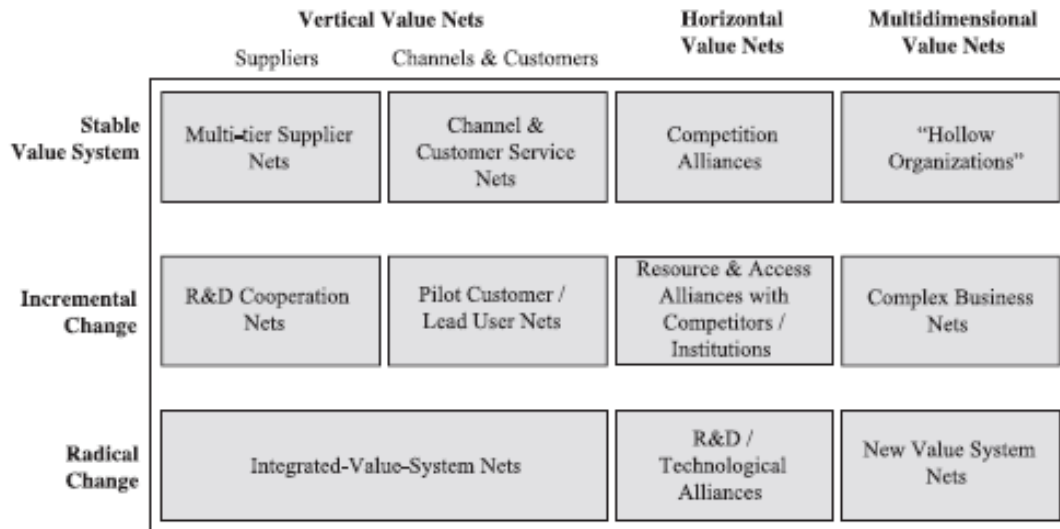 Vertical Value Nets
Horizontal
Value Nets
Multidimensional
Value Nets
Suppliers
Channels & Customers
Stable
Value System
Multi-tier Supplier
Nets
Channel &
Customer Service
Nets
Competition
Alliances
“Hollow
Organizations”
Incremental
Change
R&D Cooperation
Nets
Pilot Customer /
Lead User Nets
Resource & Access
Alliances with
Competitors /
Institutions
Complex Business
Nets
Radical
Change
Integrated-Value-System Nets
R&D /
Technological
Alliances
New Value System
Nets